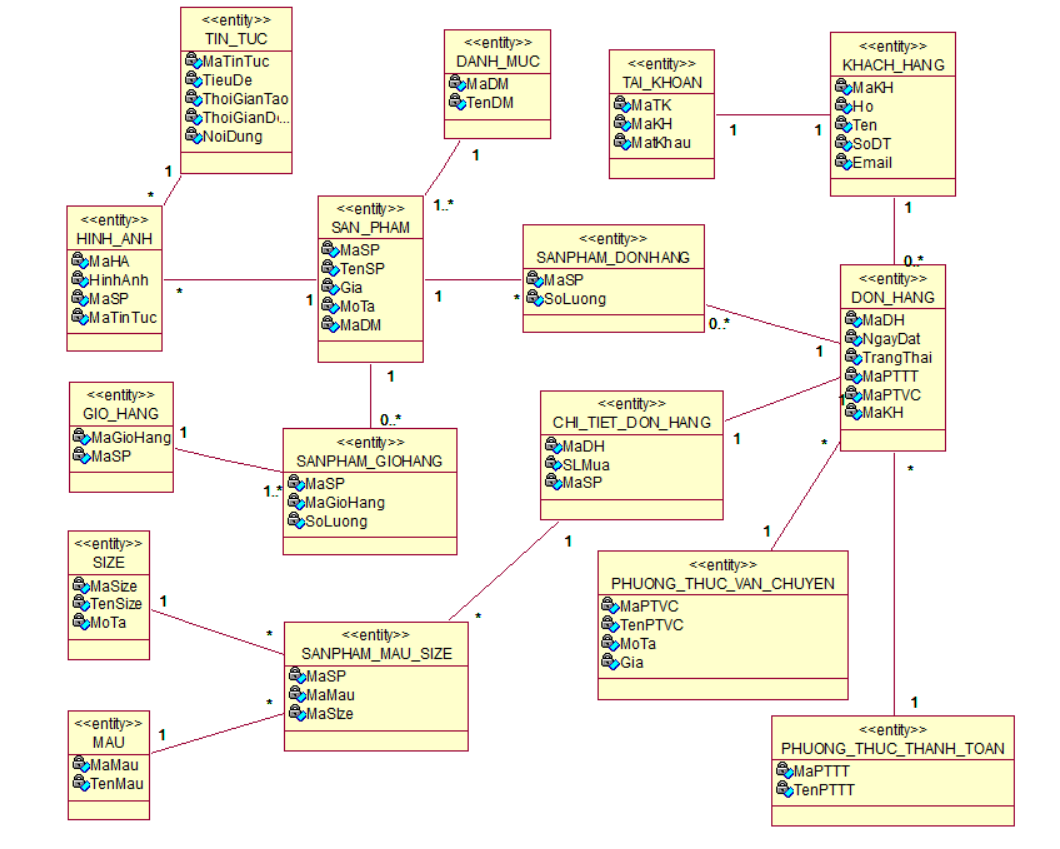 <<entity>>
TIN_TUC
MaTinTuc
TieuDe
ThoiGianTao
ThoiGianD...
NoiDung
1
*
<<entity>>
DANH_MUC
MaDM
TenDM
1
1..*
<<entity>>
TAI_KHOAN
MaTK
MaKH
MatKhau
1
1
<<entity>>
KHACH_HANG
MaKH
Ho
Ten
SoDT
Email
1
0..*
<<entity>>
HINH_ANH
MaHA
HinhAnh
MaSP
MaTinTuc
*
1
<<entity>>
SAN_PHAM
MaSP
TenSP
Gia
MoTa
MaDM
1
*
1
0..*
<<entity>>
SANPHAM_DONHANG
MaSP
SoLuong
0..*
1
<<entity>>
DON_HANG
MaDH
NgayDat
TrangThai
MaPTTT
MaPTVC
MaKH
1
*
*
<<entity>>
GIO_HANG
MaGioHang
MaSP
1
1..*
<<entity>>
SANPHAM_GIOHANG
MaSP
MaGioHang
SoLuong
<<entity>>
CHI_TIET_DON_HANG
MaDH
SLMua
MaSP
1
1
*
<<entity>>
SIZE
MaSize
TenSize
MoTa
1
*
<<entity>>
SANPHAM_MAU_SIZE
MaSP
MaMau
MaSize
*
<<entity>>
MAU
MaMau
TenMau
1
1
<<entity>>
PHUONG_THUC_VAN_CHUYEN
MaPTVC
TenPTVC
MoTa
Gia
1
<<entity>>
PHUONG_THUC_THANH_TOAN
MaPTTT
TenPTTT